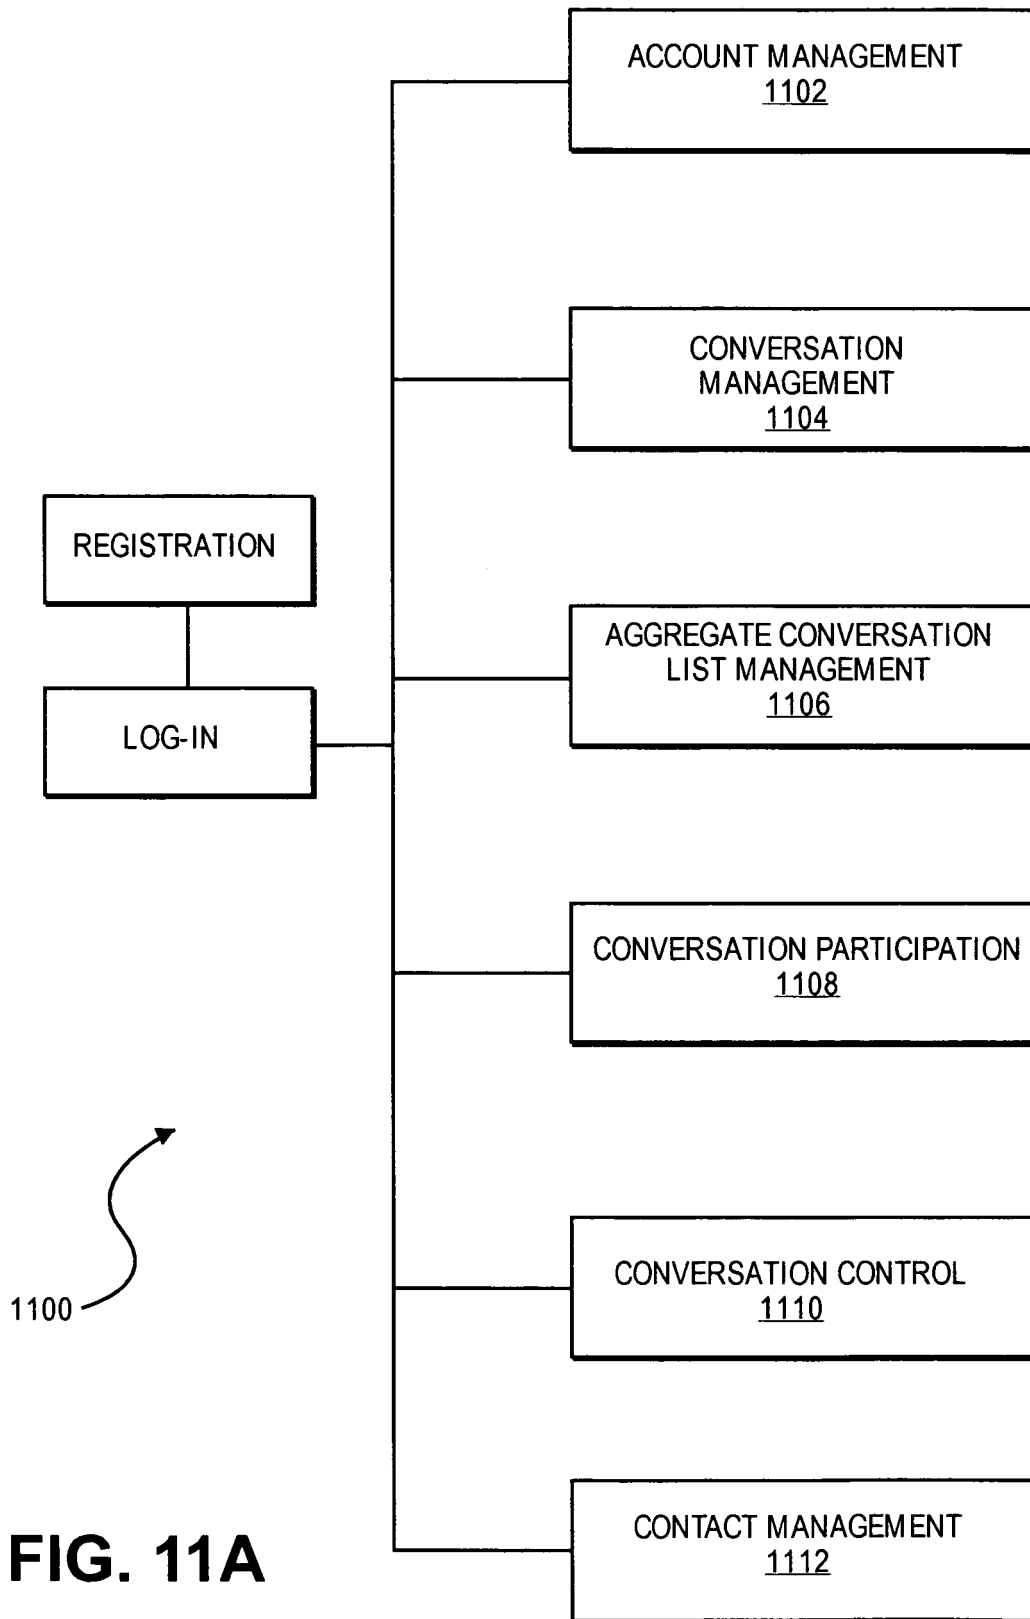 ACCOUNT MANAGEMENT
1102
CONVERSATION
MANAGEMENT
1104
REGISTRATION
AGGREGATE CONVERSATION
LIST MANAGEMENT
1106
LOG-IN
CONVERSATION PARTICIPATION
1108
CONVERSATION CONTROL
1110
1100
CONTACT MANAGEMENT
1112
FIG. 11A